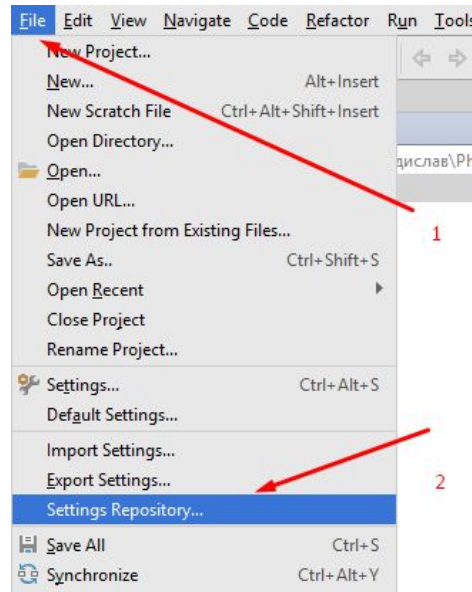 File Edit View Navigate Code Refactor Run Tools
New Project...
New... Alt+Insert
New Scratch File Ctrl+Alt+Shift+Insert
Open Directory...
Open...
дислав\Ph
Open URL...
New Project from Existing Files...
1
Save As.. Ctrl+Shift+S
Open Recent
Close Project
Rename Project...
Settings... Ctrl+Alt+S
Default Settings...
Import Settings...
Export Settings...
2
Settings Repository...
Save All Ctrl+S
Synchronize Ctrl+Alt+Y